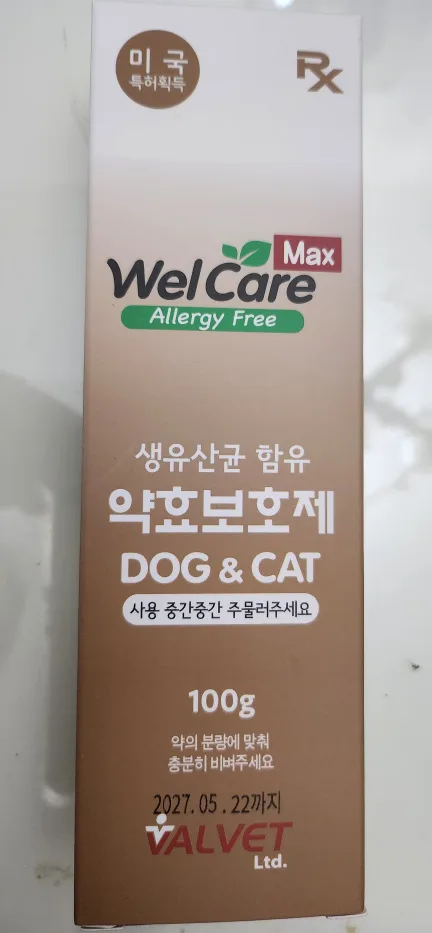 미국
특허획득
Rx
Max
WelCare
Allergy Free
생유산균 함유
약효보호제
DOG & CAT
사용 중간중간 주물러주세요
100g
약의 분량에 맞춰
충분히 비벼주세요
2027.05.22까지
VALVET
Ltd.